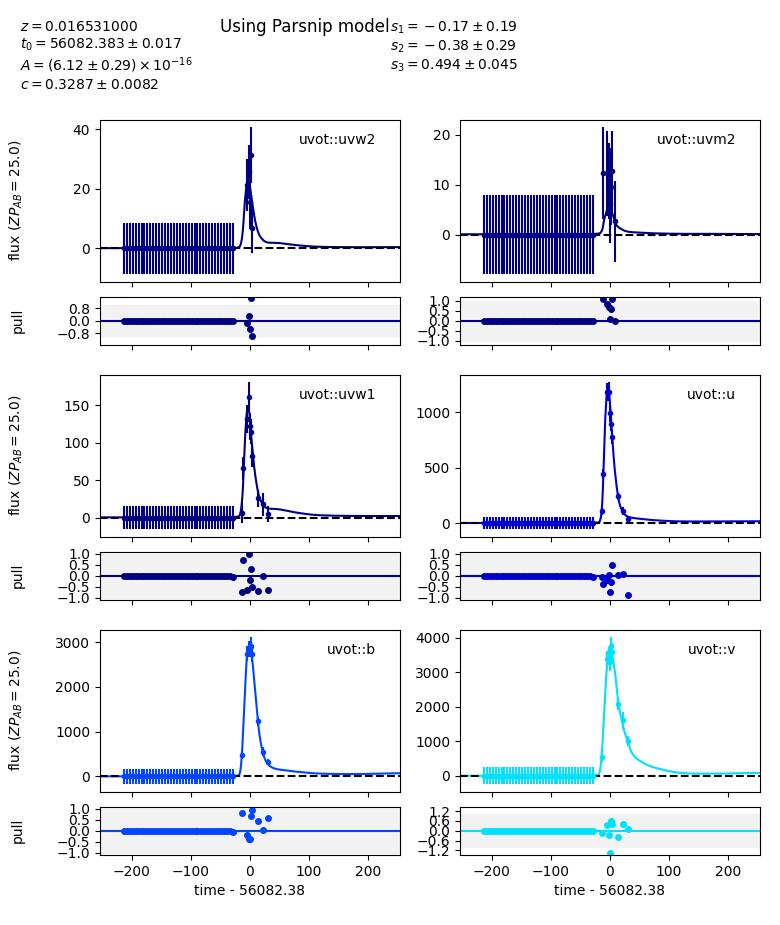 Using Parsnip model
z = 0.016531000
t₀ = 56082.383 ± 0.017
A = (6.12 ± 0.29) × 10⁻¹⁶
c = 0.3287 ± 0.0082
s₁ = −0.17 ± 0.19
s₂ = −0.38 ± 0.29
s₃ = 0.494 ± 0.045
flux (ZP_AB = 25.0)
40
20
0
uvot::uvw2
20
10
0
uvot::uvm2
pull
0.8
0.0
−0.8
1.0
0.5
0.0
−0.5
−1.0
flux (ZP_AB = 25.0)
150
100
50
0
uvot::uvw1
1000
500
0
uvot::u
pull
1.0
0.5
0.0
−0.5
−1.0
1.0
0.5
0.0
−0.5
−1.0
flux (ZP_AB = 25.0)
3000
2000
1000
0
uvot::b
4000
3000
2000
1000
0
uvot::v
pull
1.0
0.5
0.0
−0.5
−1.0
1.2
0.6
0.0
−0.6
−1.2
−200 −100 0 100 200
−200 −100 0 100 200
time - 56082.38
time - 56082.38